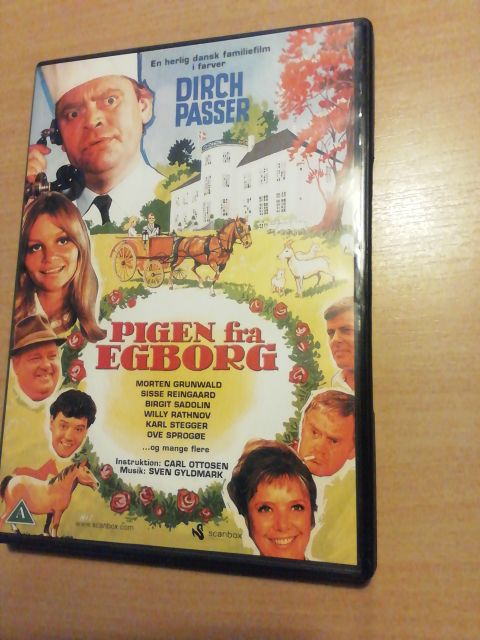 En herlig dansk familiefilm
i farver
DIRCH
PASSER
PIGEN fra
EGBORG
MORTEN GRUNWALD
SISSE REINGAARD
BIRGIT SADOLIN
WILLY RATHNOV
KARL STEGGER
OVE SPROGØE
...og mange flere
Instruktion: CARL OTTOSEN
Musik: SVEN GYLDMARK
A
www.scanbox.com
scanbox